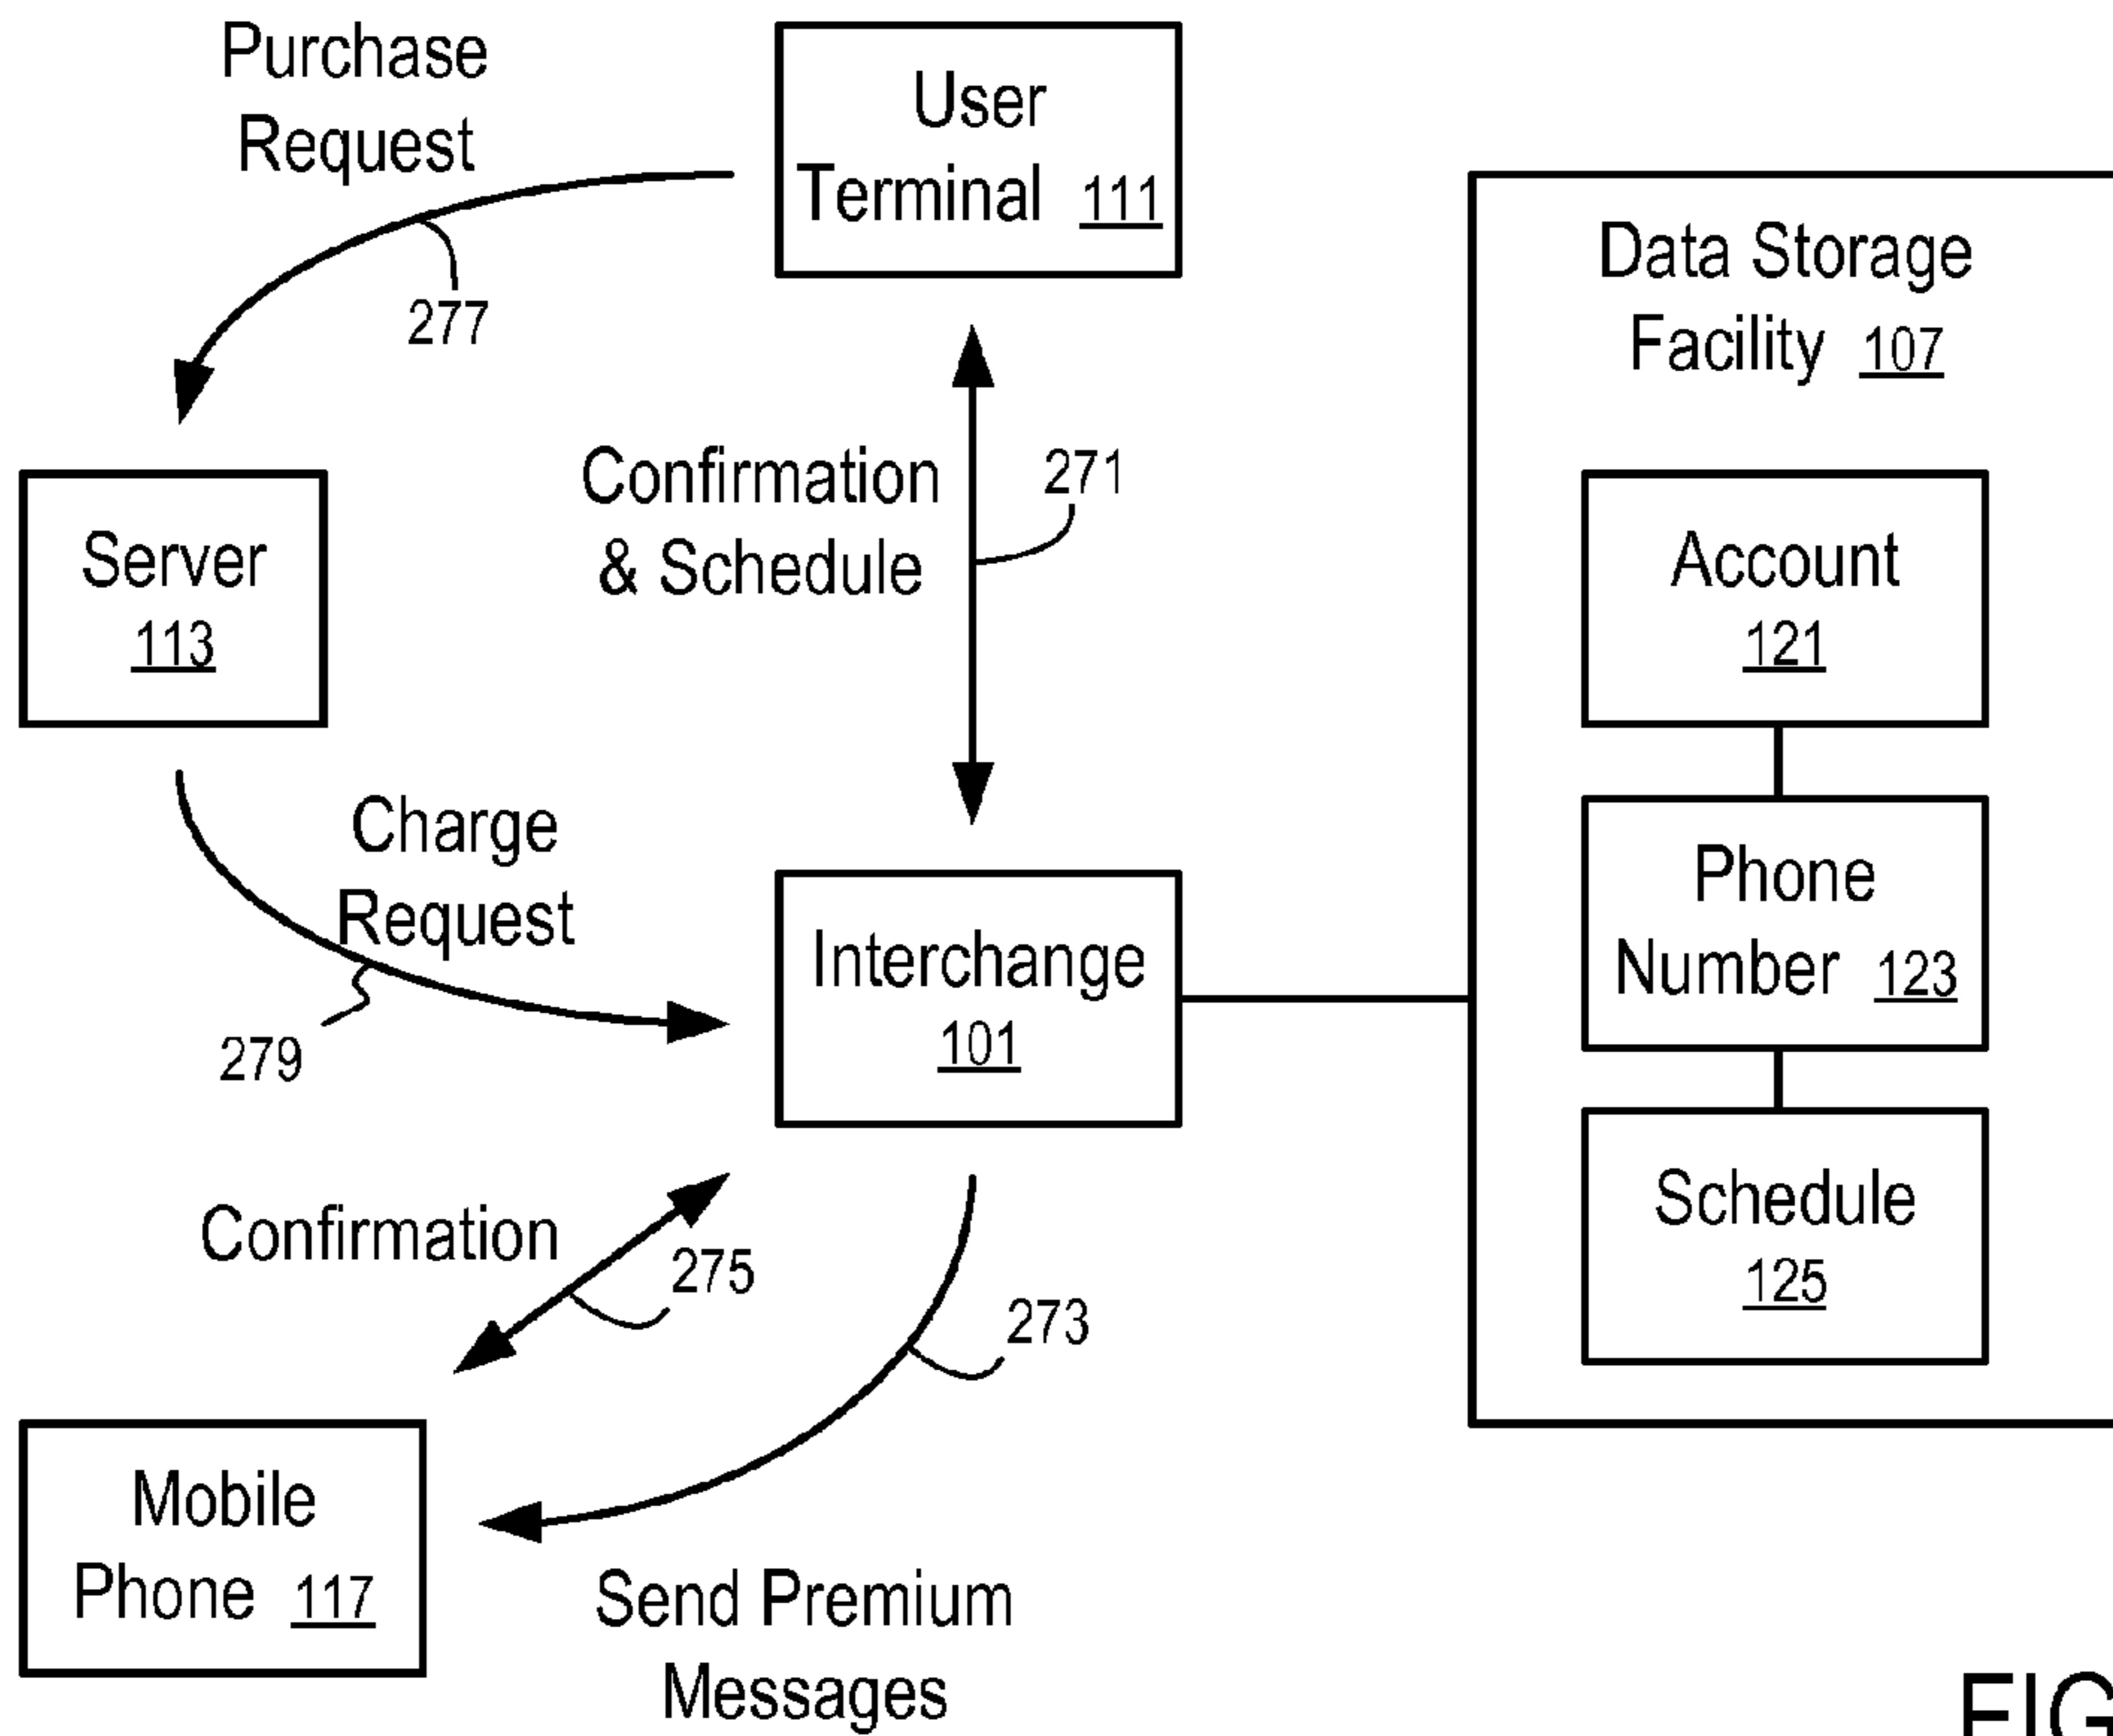 Purchase
Request
277
User
Terminal 111
Data Storage
Facility 107
Confirmation
& Schedule
271
Server
113
Account
121
Charge
Request
279
Interchange
101
Phone
Number 123
Confirmation
275
273
Schedule
125
Mobile
Phone 117
Send Premium
Messages
FIG